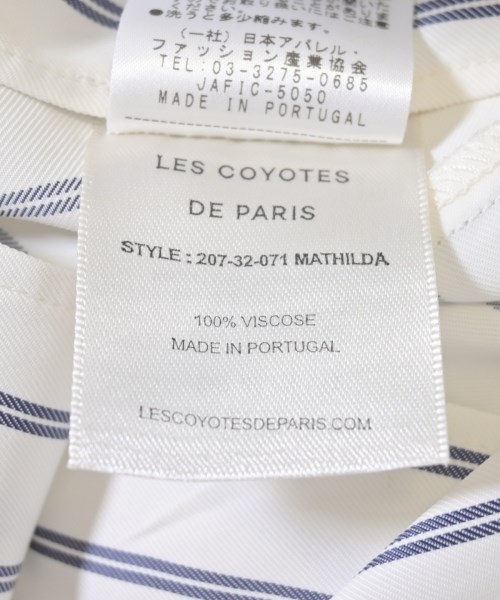 ●洗うと多少縮みます。
(一社)日本アパレル・
ファッション産業協会
TEL:03-3275-0685
JAFIC-5050
MADE IN PORTUGAL
LES COYOTES
DE PARIS
STYLE : 207-32-071 MATHILDA
100% VISCOSE
MADE IN PORTUGAL
LESCOYOTESDEPARIS.COM